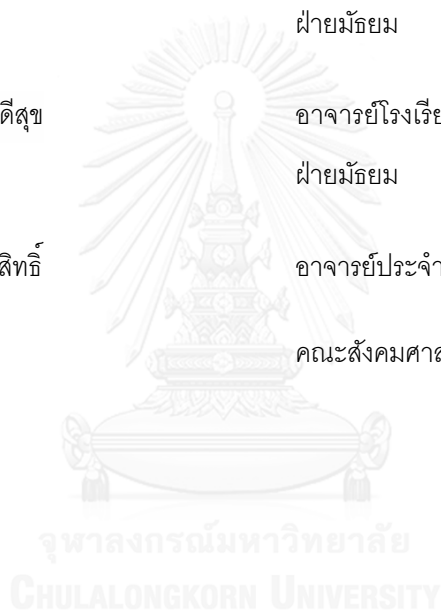 ฝ่ายมัธยม
ดีสุข อาจารย์โรงเรีย
ฝ่ายมัธยม
สิทธิ์ อาจารย์ประจำ
คณะสังคมศาส
จุฬาลงกรณ์มหาวิทยาลัย
CHULALONGKORN UNIVERSITY